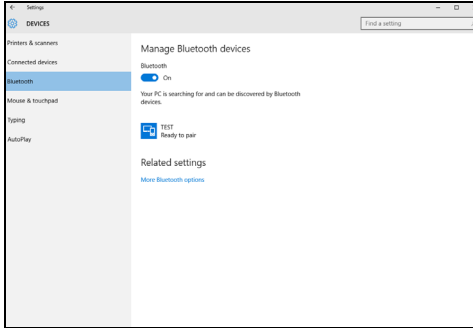 Settings
DEVICES
Find a setting
Printers & scanners
Connected devices
Bluetooth
Mouse & touchpad
Typing
AutoPlay
Manage Bluetooth devices
Bluetooth
On
Your PC is searching for and can be discovered by Bluetooth
devices.
TEST
Ready to pair
Related settings
More Bluetooth options